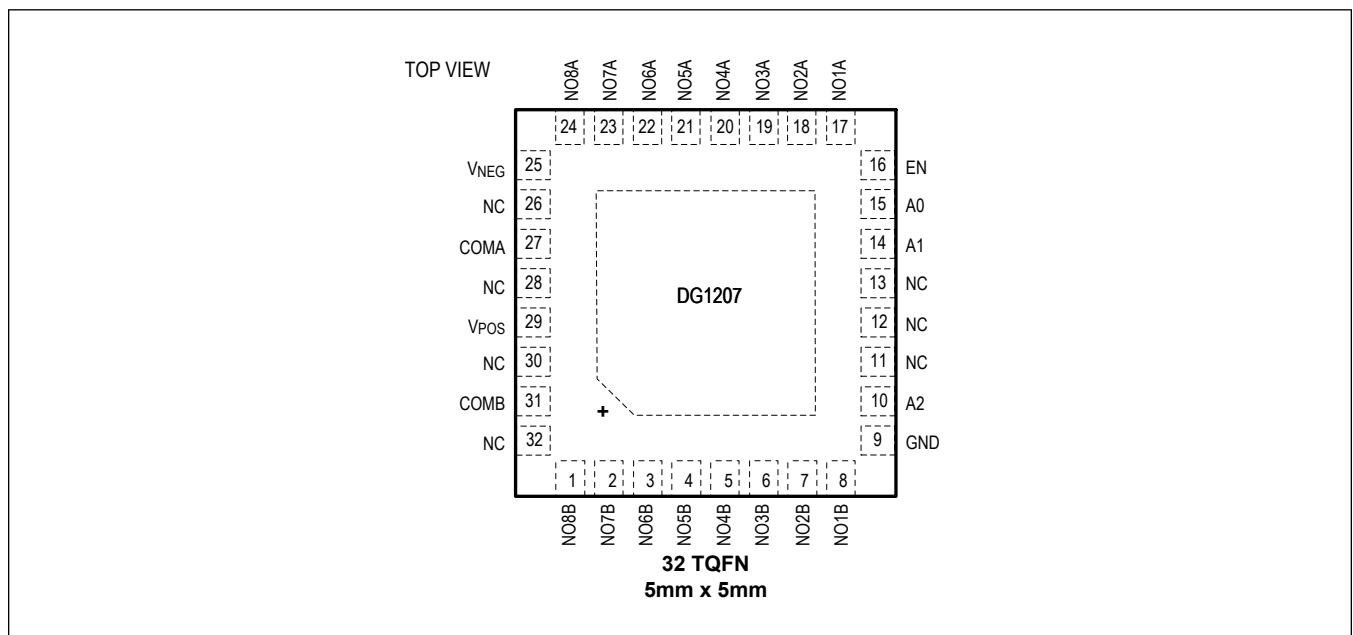 TOP VIEW
NO8A NO7A NO6A NO5A NO4A NO3A NO2A NO1A
24 23 22 21 20 19 18 17
VNEG 25 16 EN
NC 26 15 A0
COMA 27 14 A1
NC 28 13 NC
DG1207
VPOS 29 12 NC
NC 30 11 NC
COMB 31 10 A2
+
NC 32 9 GND
1 2 3 4 5 6 7 8
NO8B NO7B NO6B NO5B NO4B NO3B NO2B NO1B
32 TQFN
5mm x 5mm